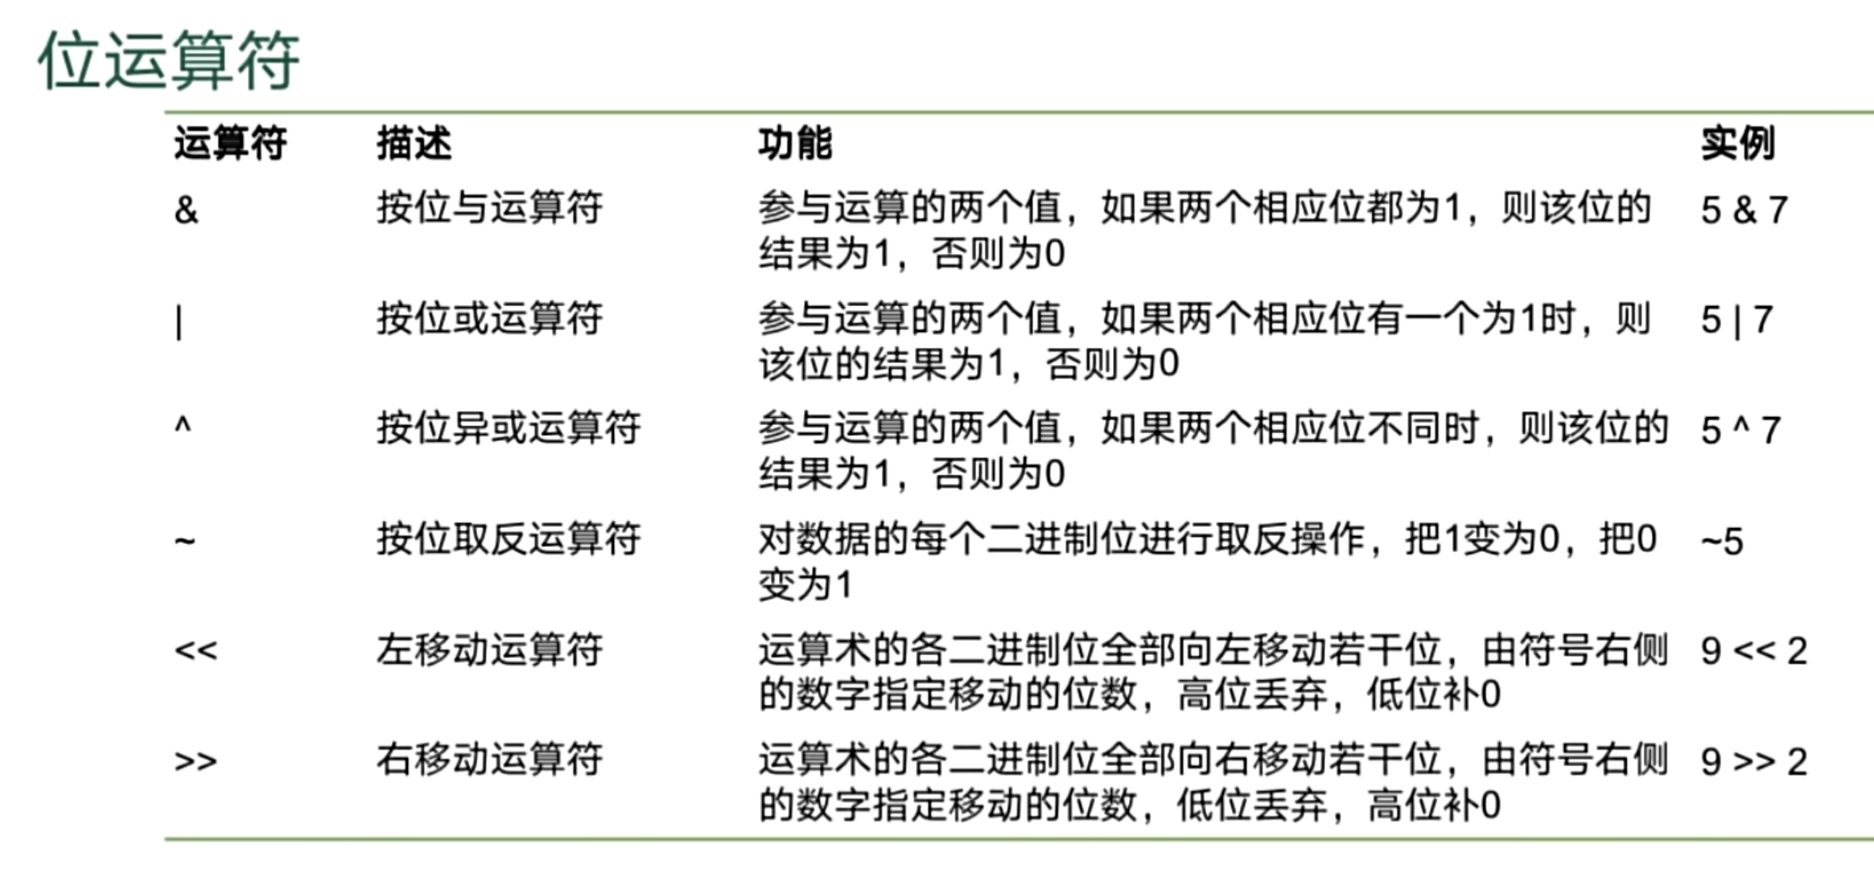 位运算符
运算符 描述 功能 实例
& 按位与运算符 参与运算的两个值，如果两个相应位都为1，则该位的 5 & 7
结果为1，否则为0
| 按位或运算符 参与运算的两个值，如果两个相应位有一个为1时，则 5 | 7
该位的结果为1，否则为0
^ 按位异或运算符 参与运算的两个值，如果两个相应位不同时，则该位的 5 ^ 7
结果为1，否则为0
~ 按位取反运算符 对数据的每个二进制位进行取反操作，把1变为0，把0 ~5
变为1
<< 左移动运算符 运算术的各二进制位全部向左移动若干位，由符号右侧 9 << 2
的数字指定移动的位数，高位丢弃，低位补0
>> 右移动运算符 运算术的各二进制位全部向右移动若干位，由符号右侧 9 >> 2
的数字指定移动的位数，低位丢弃，高位补0